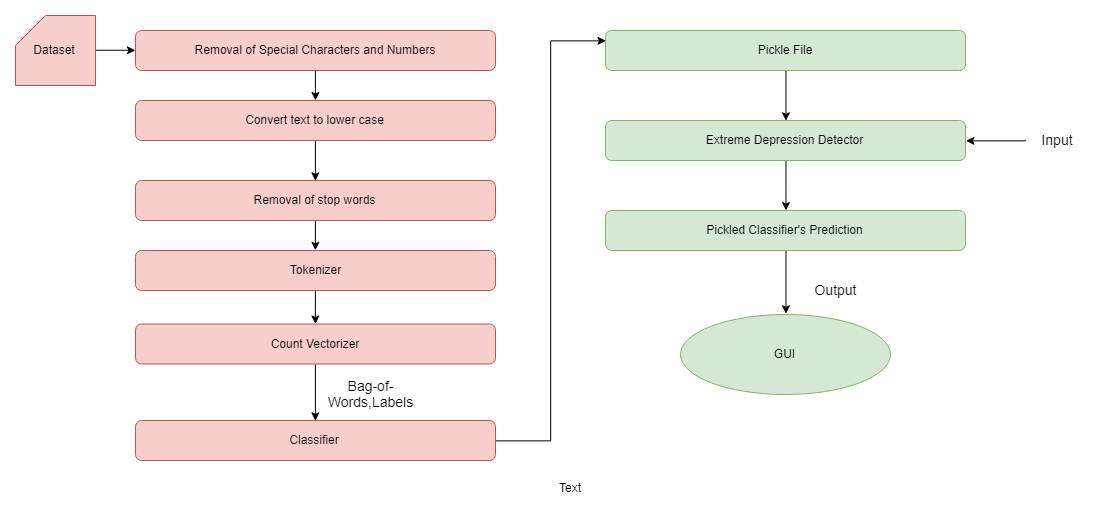 Dataset
Removal of Special Characters and Numbers
Convert text to lower case
Removal of stop words
Tokenizer
Count Vectorizer
Bag-of-
Words,Labels
Classifier
Pickle File
Extreme Depression Detector
Input
Pickled Classifier's Prediction
Output
GUI
Text